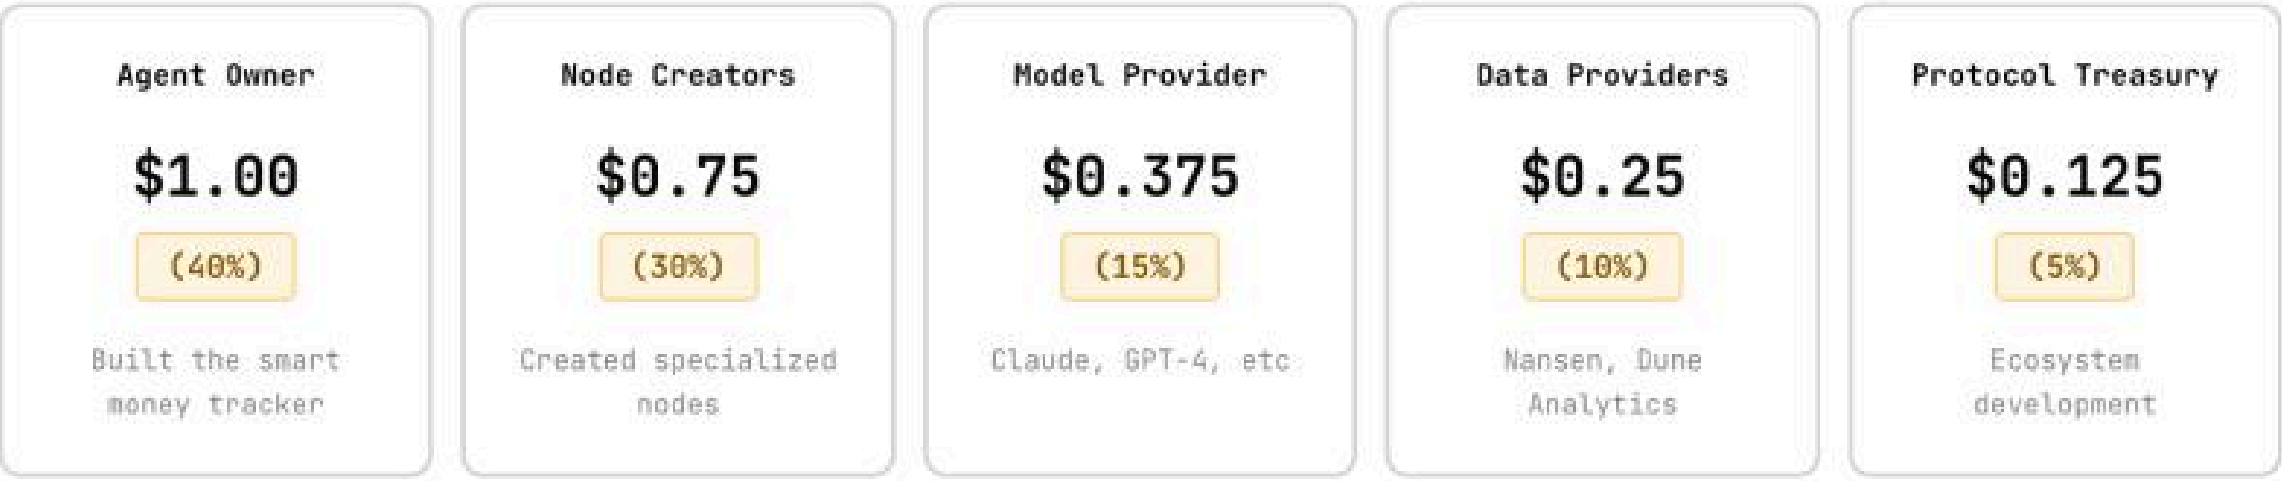 Agent Owner
$1.00
(40%)
Built the smart
money tracker
Node Creators
$0.75
(30%)
Created specialized
nodes
Model Provider
$0.375
(15%)
Claude, GPT-4, etc
Data Providers
$0.25
(10%)
Nansen, Dune
Analytics
Protocol Treasury
$0.125
(5%)
Ecosystem
development